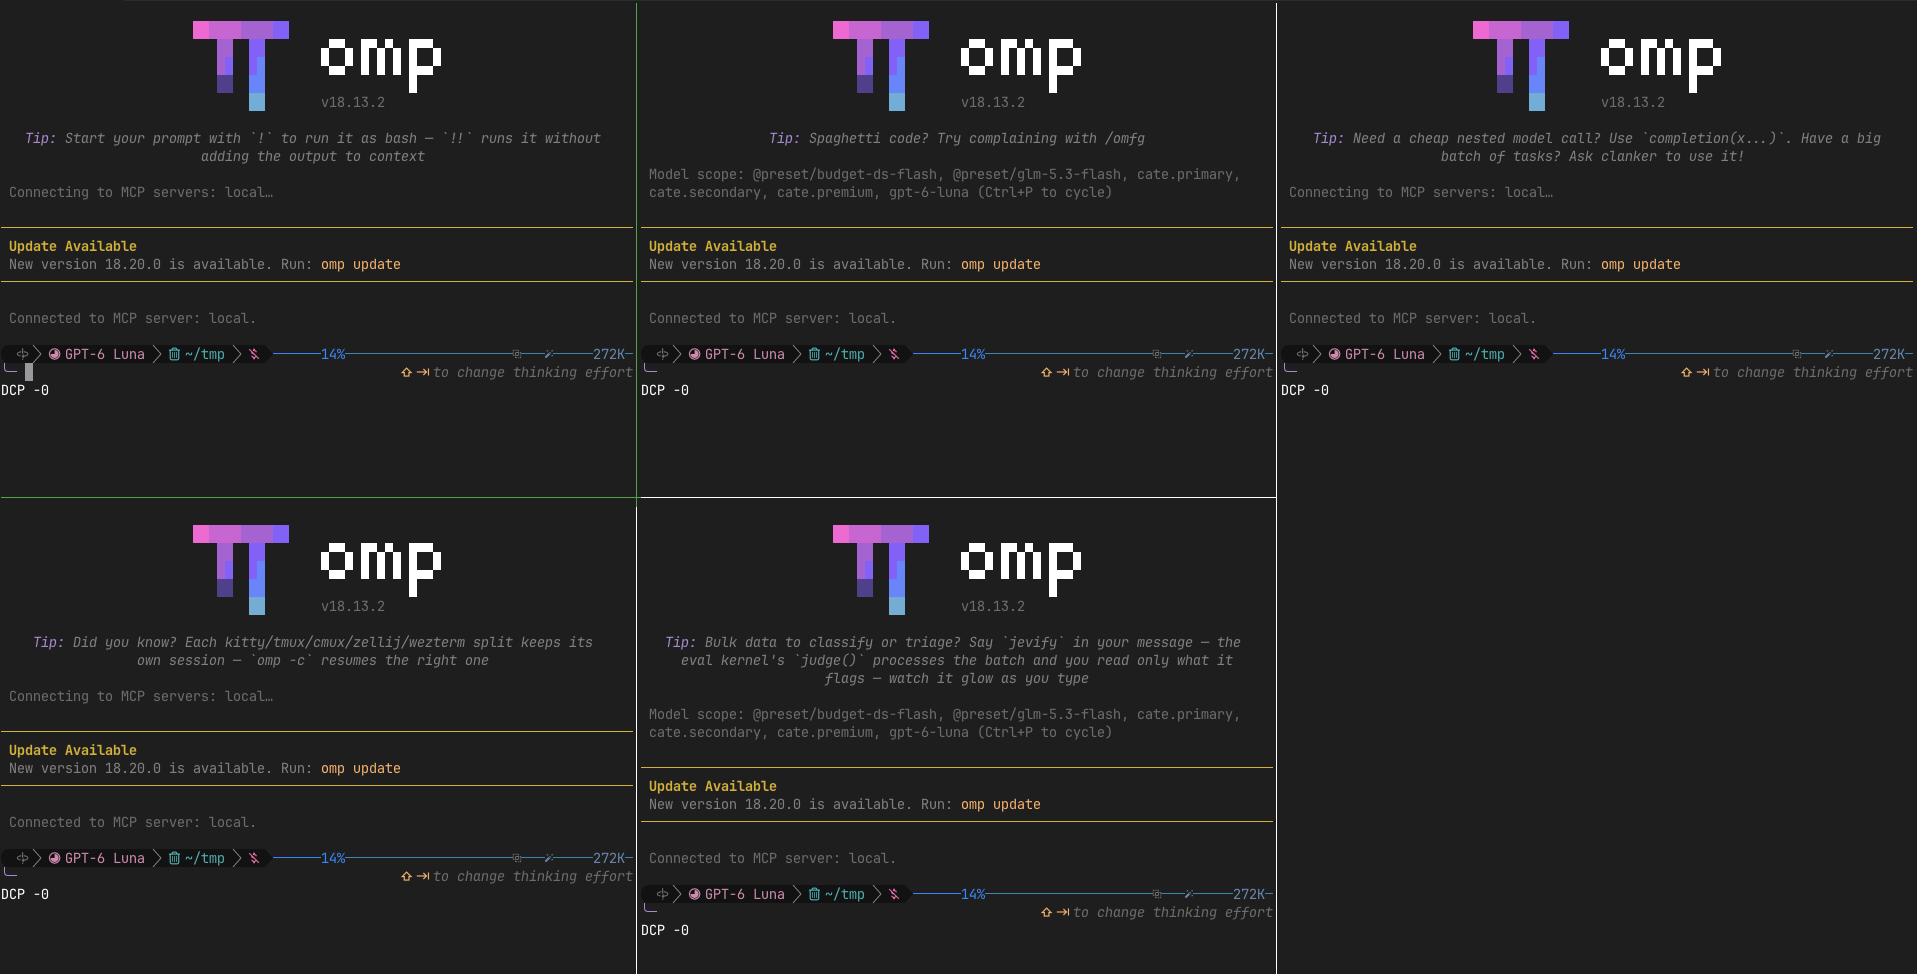 omp
v18.13.2
Tip: Start your prompt with `!` to run it as bash — `!!` runs it without
adding the output to context
Connecting to MCP servers: local…
Update Available
New version 18.20.0 is available. Run: omp update
Connected to MCP server: local.
GPT-6 Luna ~/tmp 14% 272K
to change thinking effort
DCP -0
omp
v18.13.2
Tip: Spaghetti code? Try complaining with /omfg
Model scope: @preset/budget-ds-flash, @preset/glm-5.3-flash, cate.primary,
cate.secondary, cate.premium, gpt-6-luna (Ctrl+P to cycle)
Update Available
New version 18.20.0 is available. Run: omp update
Connected to MCP server: local.
GPT-6 Luna ~/tmp 14% 272K
to change thinking effort
DCP -0
omp
v18.13.2
Tip: Need a cheap nested model call? Use `completion(x...)`. Have a big
batch of tasks? Ask clanker to use it!
Connecting to MCP servers: local…
Update Available
New version 18.20.0 is available. Run: omp update
Connected to MCP server: local.
GPT-6 Luna ~/tmp 14% 272K
to change thinking effort
DCP -0
omp
v18.13.2
Tip: Did you know? Each kitty/tmux/cmux/zellij/wezterm split keeps its
own session — `omp -c` resumes the right one
Connecting to MCP servers: local…
Update Available
New version 18.20.0 is available. Run: omp update
Connected to MCP server: local.
GPT-6 Luna ~/tmp 14% 272K
to change thinking effort
DCP -0
omp
v18.13.2
Tip: Bulk data to classify or triage? Say `jevify` in your message — the
eval kernel's `judge()` processes the batch and you read only what it
flags — watch it glow as you type
Model scope: @preset/budget-ds-flash, @preset/glm-5.3-flash, cate.primary,
cate.secondary, cate.premium, gpt-6-luna (Ctrl+P to cycle)
Update Available
New version 18.20.0 is available. Run: omp update
Connected to MCP server: local.
GPT-6 Luna ~/tmp 14% 272K
to change thinking effort
DCP -0